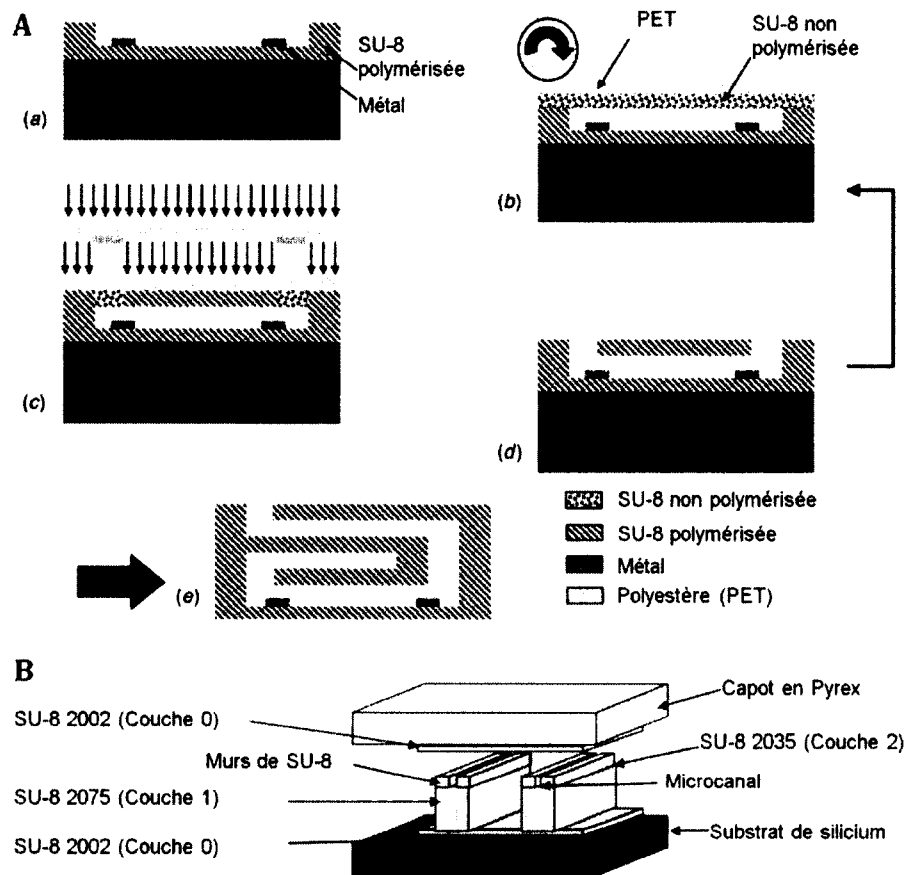 A
SU-8
polymérisée
Métal
(a)
PET
SU-8 non
polymérisée
(b)
(c)
(d)
SU-8 non polymérisée
SU-8 polymérisée
Métal
Polyestère (PET)
(e)
B
Capot en Pyrex
SU-8 2002 (Couche 0)
SU-8 2035 (Couche 2)
Murs de SU-8
Microcanal
SU-8 2075 (Couche 1)
Substrat de silicium
SU-8 2002 (Couche 0)